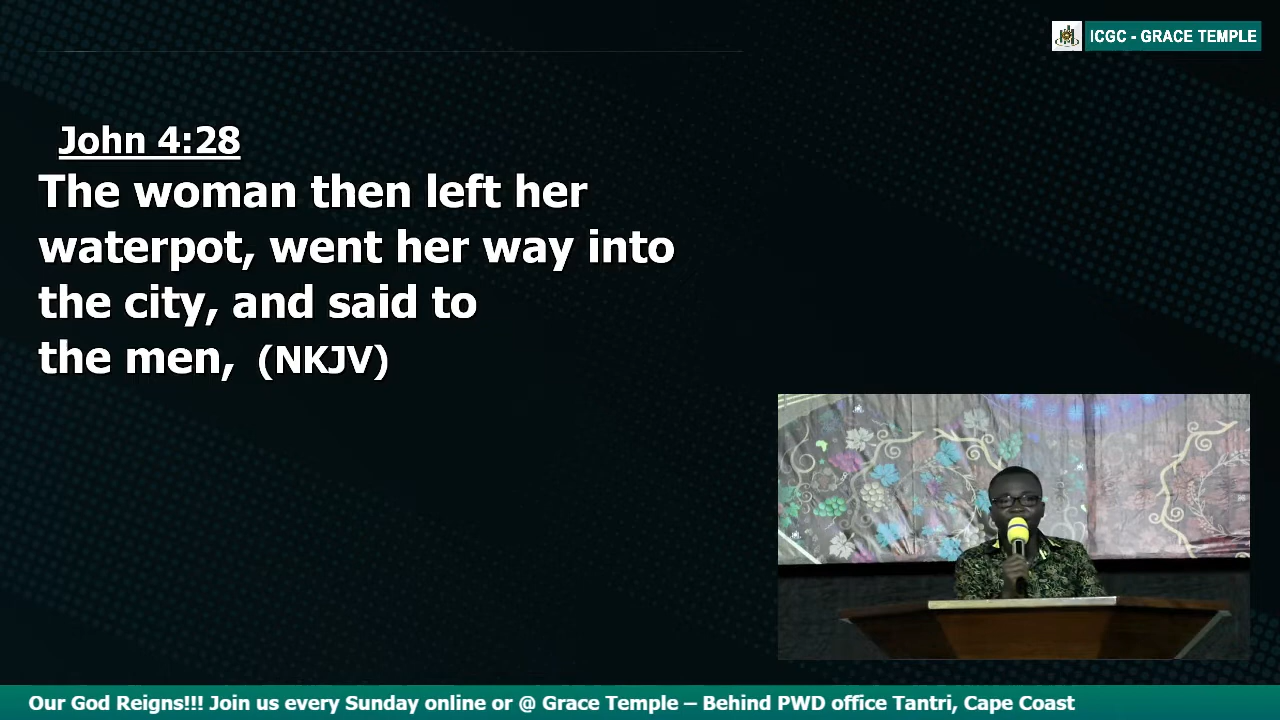 ICGC - GRACE TEMPLE
John 4:28
The woman then left her
waterpot, went her way into
the city, and said to
the men, (NKJV)
Our God Reigns!!! Join us every Sunday online or @ Grace Temple – Behind PWD office Tantri, Cape Coast